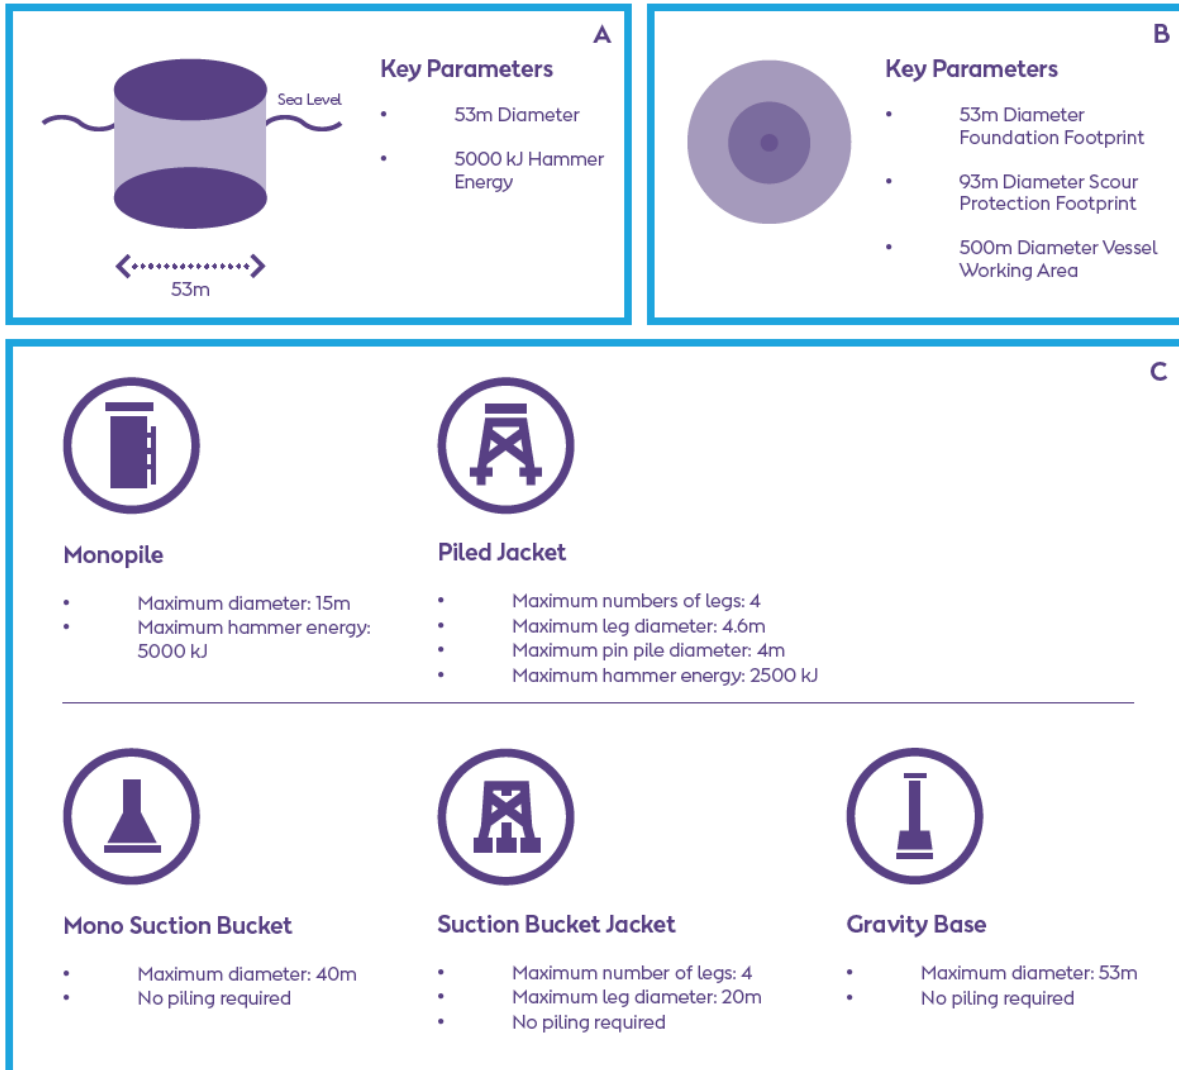 A
Key Parameters
Sea Level
• 53m Diameter
• 5000 kJ Hammer
Energy
53m
B
Key Parameters
• 53m Diameter
Foundation Footprint
• 93m Diameter Scour
Protection Footprint
• 500m Diameter Vessel
Working Area
C
Monopile
• Maximum diameter: 15m
• Maximum hammer energy:
5000 kJ
Piled Jacket
• Maximum numbers of legs: 4
• Maximum leg diameter: 4.6m
• Maximum pin pile diameter: 4m
• Maximum hammer energy: 2500 kJ
Mono Suction Bucket
• Maximum diameter: 40m
• No piling required
Suction Bucket Jacket
• Maximum number of legs: 4
• Maximum leg diameter: 20m
• No piling required
Gravity Base
• Maximum diameter: 53m
• No piling required